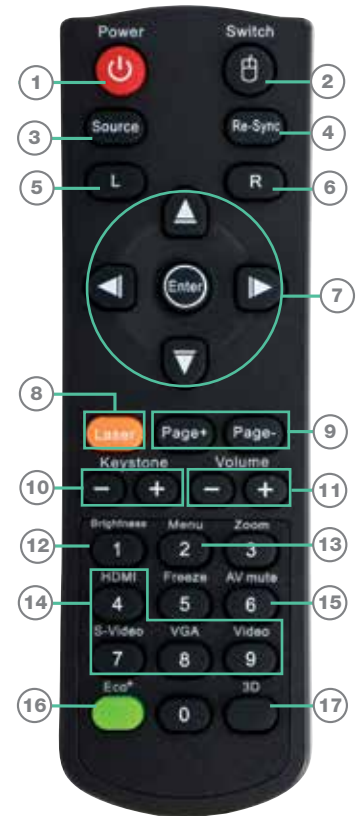 Power Switch
1 2
Source Re-Sync
3 4
L R
5 6
Enter
7
8
Laser Page+ Page-
9
Keystone Volume
10 - + - + 11
Brightness Menu Zoom
12 1 2 3 13
HDMI Freeze AV mute
14 4 5 6 15
S-Video VGA Video
7 8 9
Eco+ 3D
16 0 17